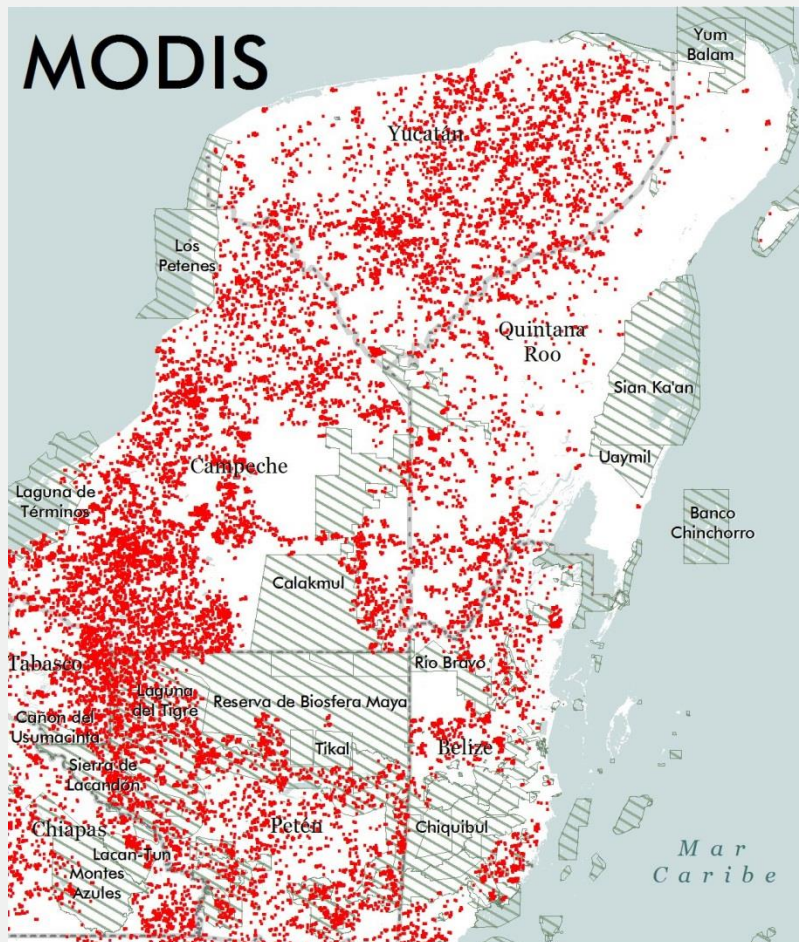 MODIS
Yum
Balam
Yucatán
Los
Petenes
Quintana
Roo
Sian Ka'an
Campeche
Uaymil
Laguna de
Términos
Banco
Chinchorro
Calakmul
Tabasco
Río Bravo
Laguna
del Tigre
Reserva de Biosfera Maya
Cañon del
Usumacinta
Tikal
Belize
Sierra de
Lacandón
Chiapas
Petén
Chiquibul
Lacan-Tun
Montes
Azules
Mar
Caribe